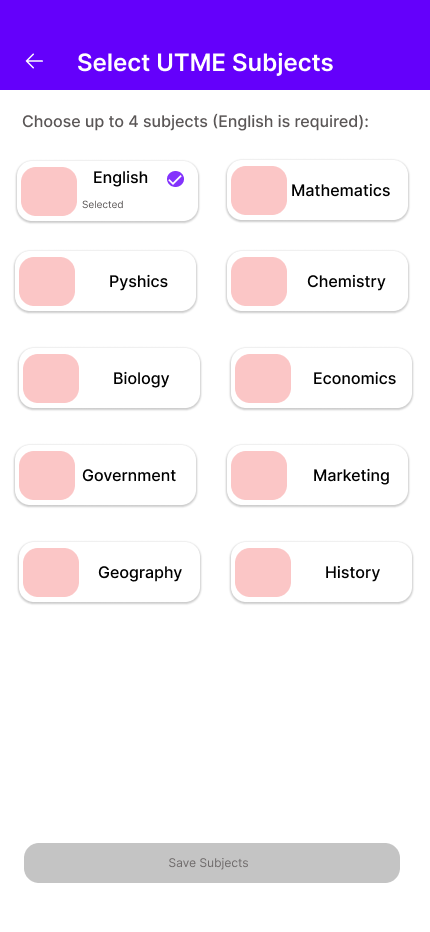 Select UTME Subjects
Choose up to 4 subjects (English is required):
English
Selected
Mathematics
Pyshics
Chemistry
Biology
Economics
Government
Marketing
Geography
History
Save Subjects